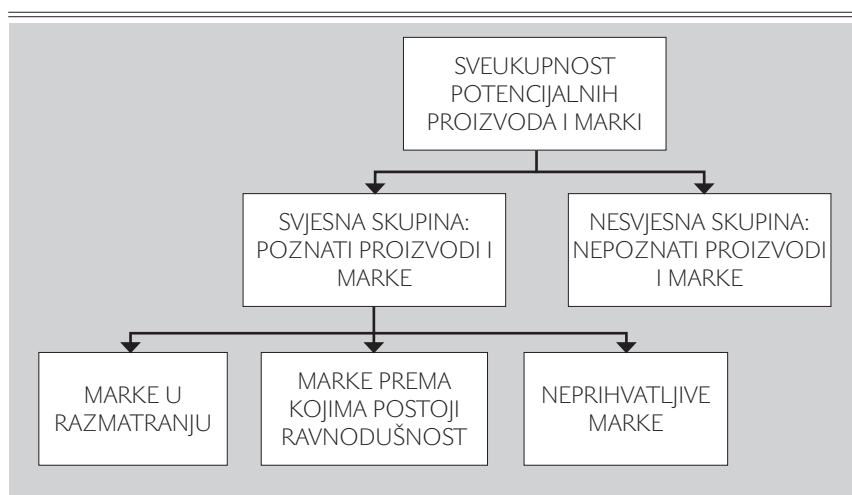 SVEUKUPNOST
POTENCIJALNIH
PROIZVODA I MARKI
SVJESNA SKUPINA:
POZNATI PROIZVODI I
MARKE
NESVJESNA SKUPINA:
NEPOZNATI PROIZVODI
I MARKE
MARKE U
RAZMATRANJU
MARKE PREMA
KOJIMA POSTOJI
RAVNODUŠNOST
NEPRIHVATLJIVE
MARKE